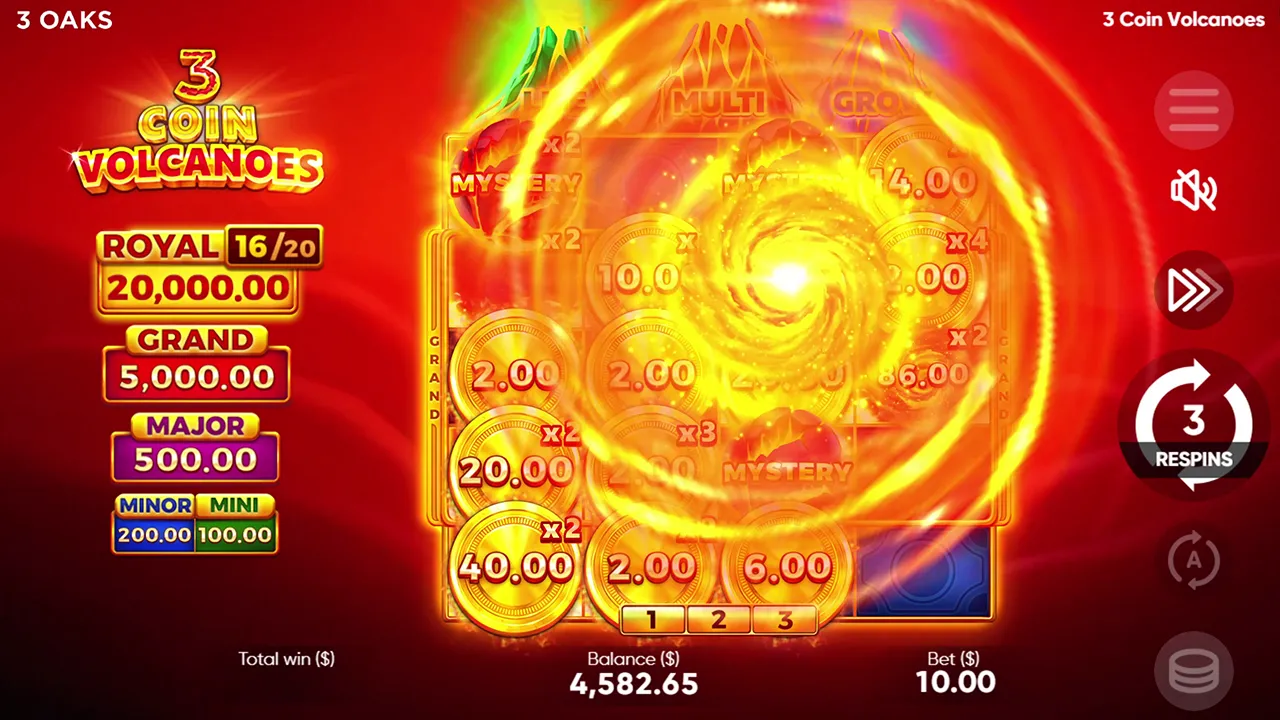 3 OAKS
3 Coin Volcanoes
3
COIN
VOLCANOES
MULTI
ROYAL 16/20
20,000.00
GRAND
5,000.00
MAJOR
500.00
MINOR MINI
200.00 100.00
x2
MYSTERY
MYSTERY
14.00
x2
x4
10.0
.00
GRAND
GRAND
x2
2.00
2.00
86.00
x2
x3
20.00
2.00
MYSTERY
x2
40.00
2.00
6.00
1 2 3
3
RESPINS
A
Total win ($)
Balance ($)
4,582.65
Bet ($)
10.00